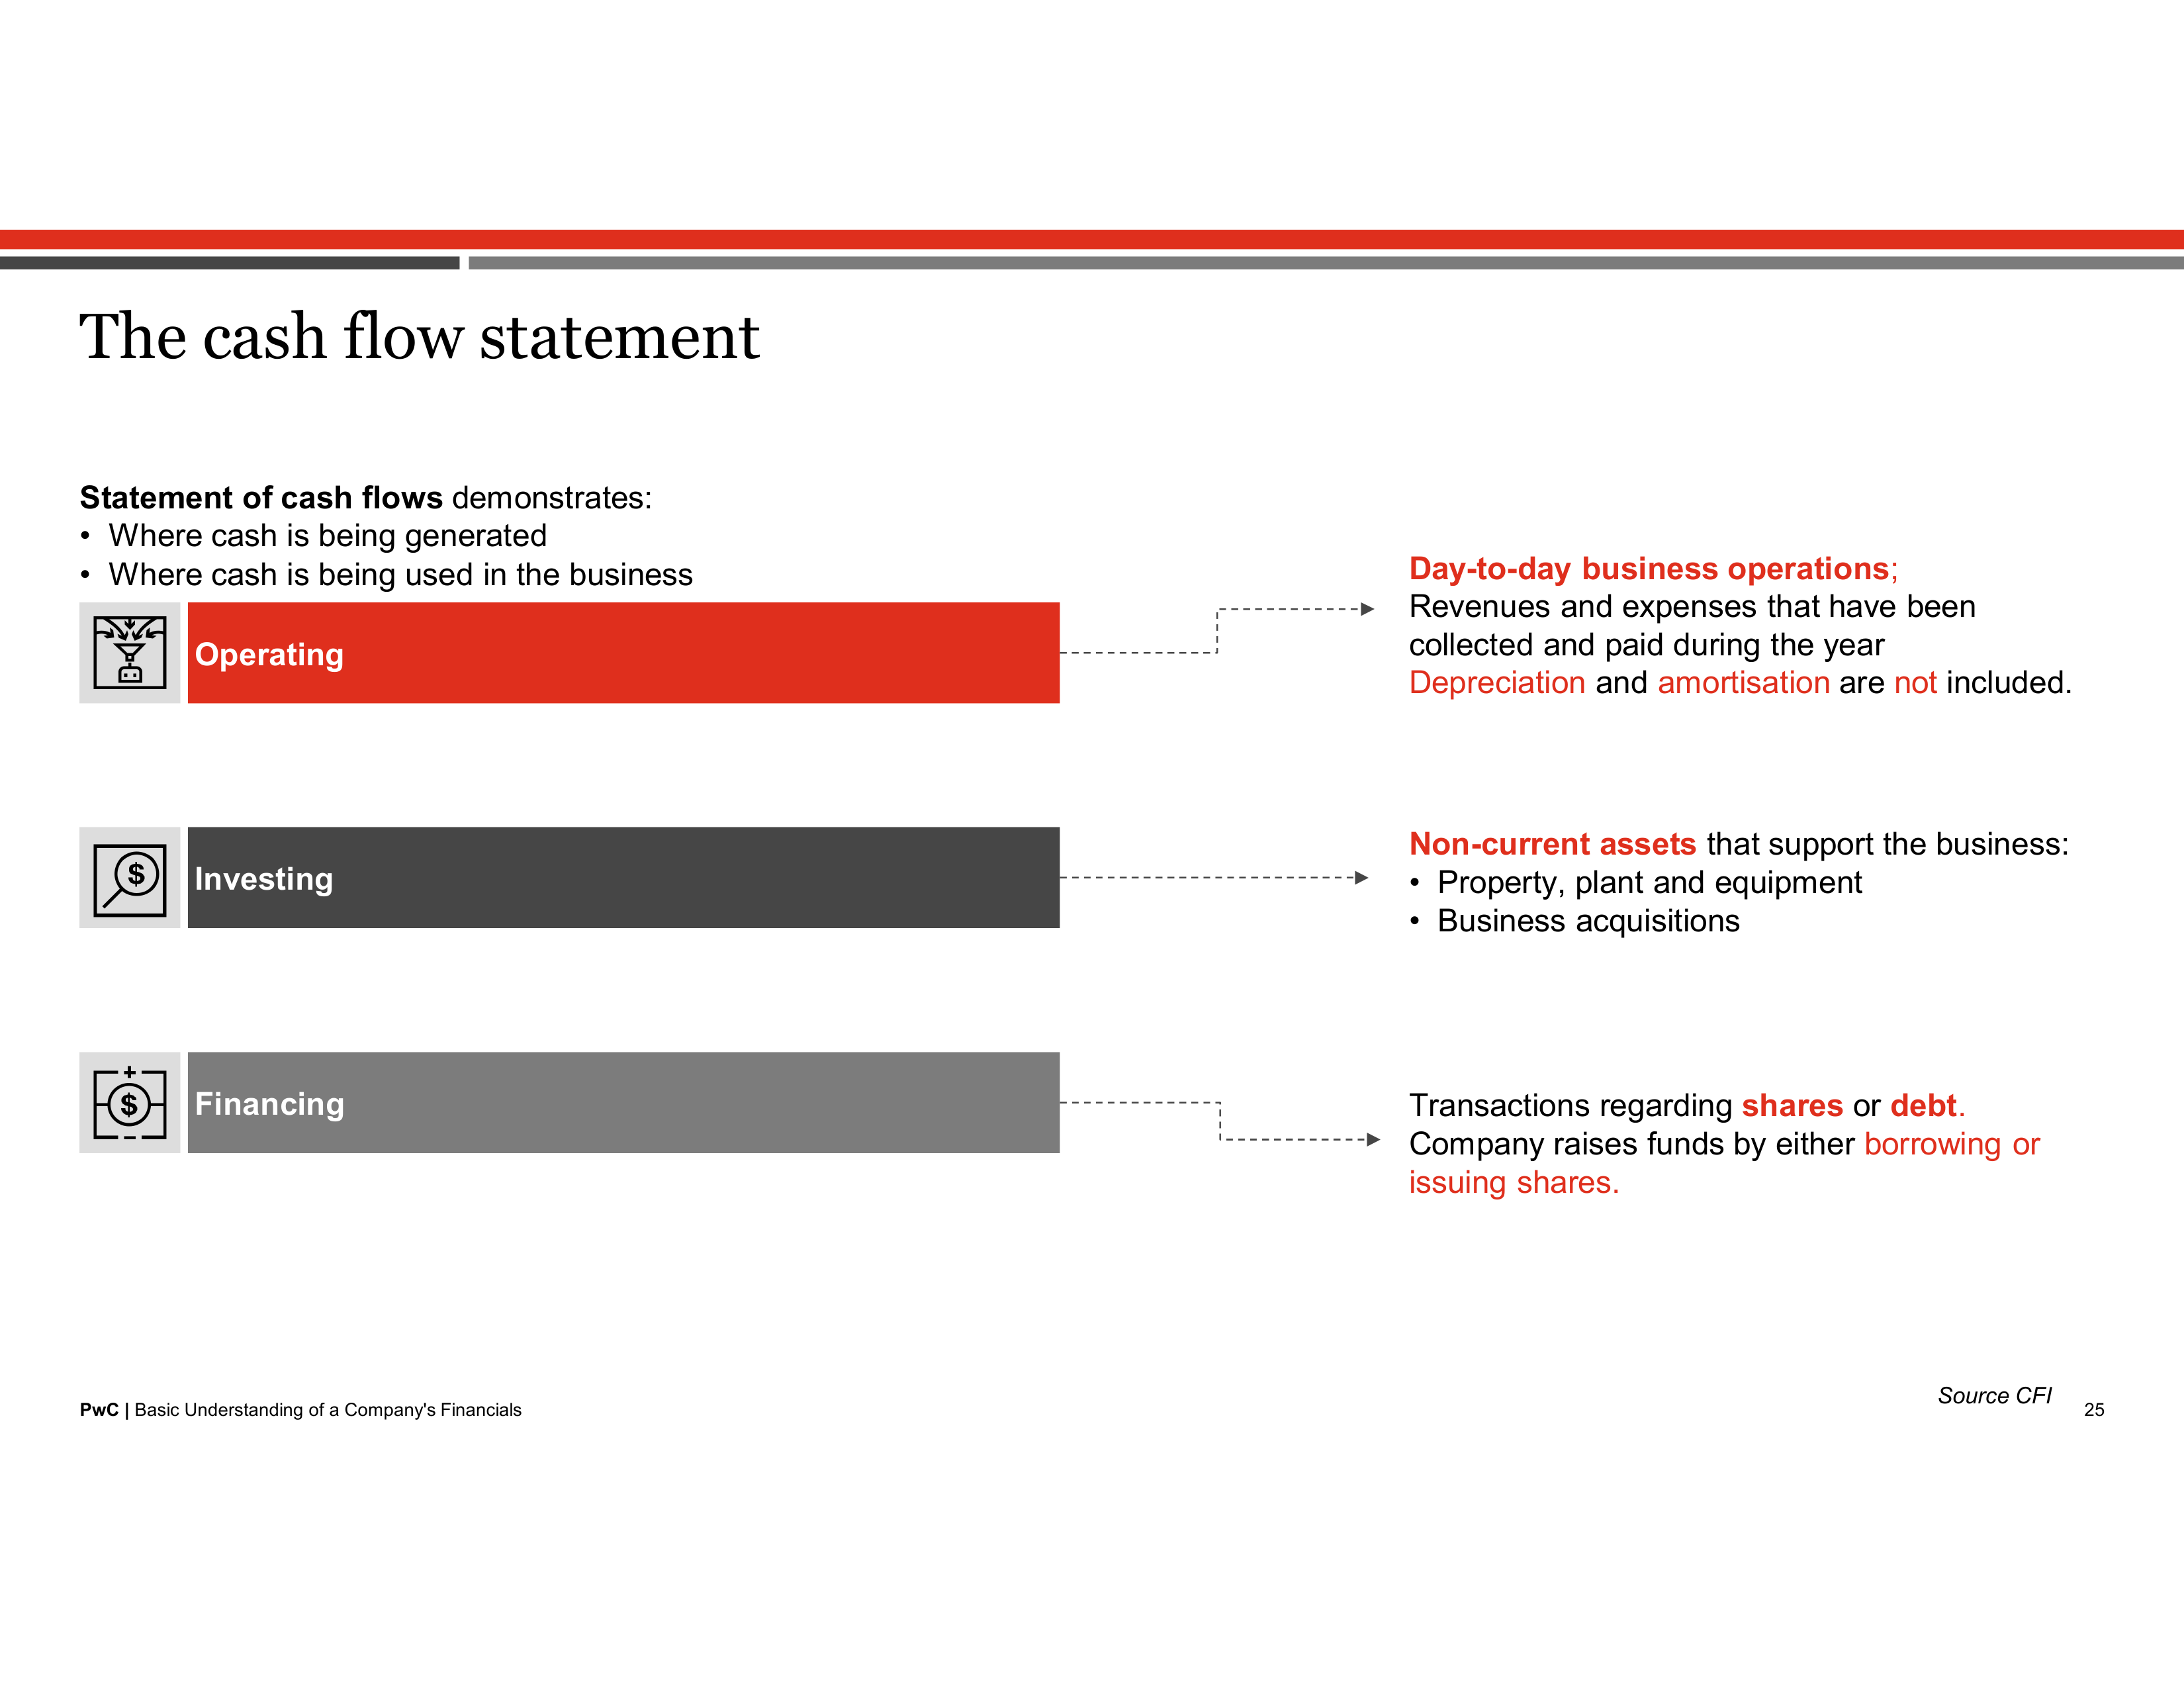 The cash flow statement
Statement of cash flows demonstrates:
• Where cash is being generated
• Where cash is being used in the business
Operating
Day-to-day business operations;
Revenues and expenses that have been
collected and paid during the year
Depreciation and amortisation are not included.
$
Investing
Non-current assets that support the business:
• Property, plant and equipment
• Business acquisitions
$
Financing
Transactions regarding shares or debt.
Company raises funds by either borrowing or
issuing shares.
Source CFI
PwC | Basic Understanding of a Company's Financials
25